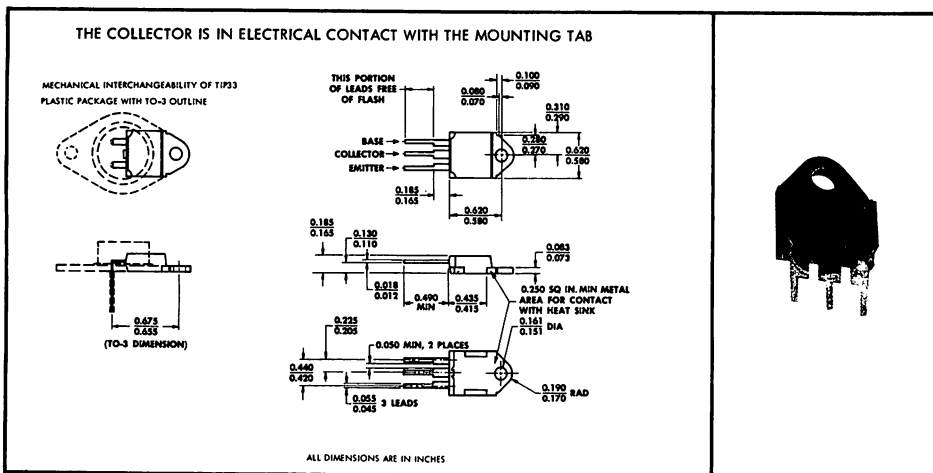 THE COLLECTOR IS IN ELECTRICAL CONTACT WITH THE MOUNTING TAB
MECHANICAL INTERCHANGEABILITY OF TIP33
PLASTIC PACKAGE WITH TO-3 OUTLINE
THIS PORTION
OF LEADS FREE
OF FLASH
0.100
0.090
0.080
0.070
0.310
0.290
0.280
0.270
0.620
0.580
BASE
COLLECTOR
EMITTER
0.185
0.165
0.620
0.580
0.185
0.165
0.130
0.110
0.083
0.073
0.018
0.012
0.490
MIN
0.435
0.415
0.250 SQ IN. MIN METAL
AREA FOR CONTACT
WITH HEAT SINK
0.675
0.655
(TO-3 DIMENSION)
0.225
0.205
0.050 MIN, 2 PLACES
0.161
0.151 DIA
0.440
0.420
0.055
0.045 3 LEADS
0.190
0.170 RAD
ALL DIMENSIONS ARE IN INCHES